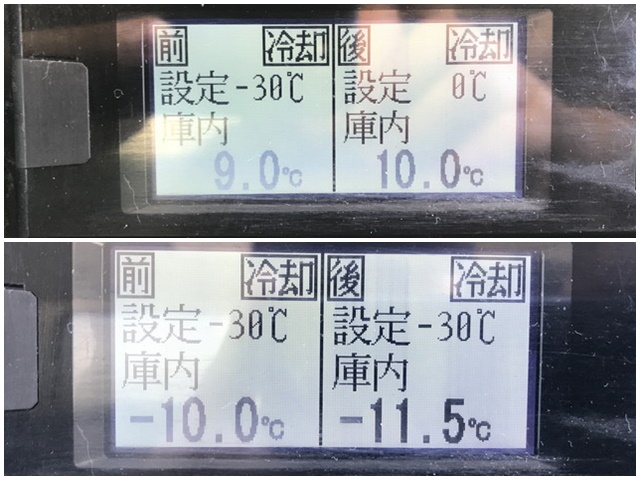 前 冷却 後 冷却
設定-30℃ 設定 0℃
庫内 庫内
9.0℃ 10.0℃
前 冷却 後 冷却
設定-30℃ 設定-30℃
庫内 庫内
-10.0℃ -11.5℃